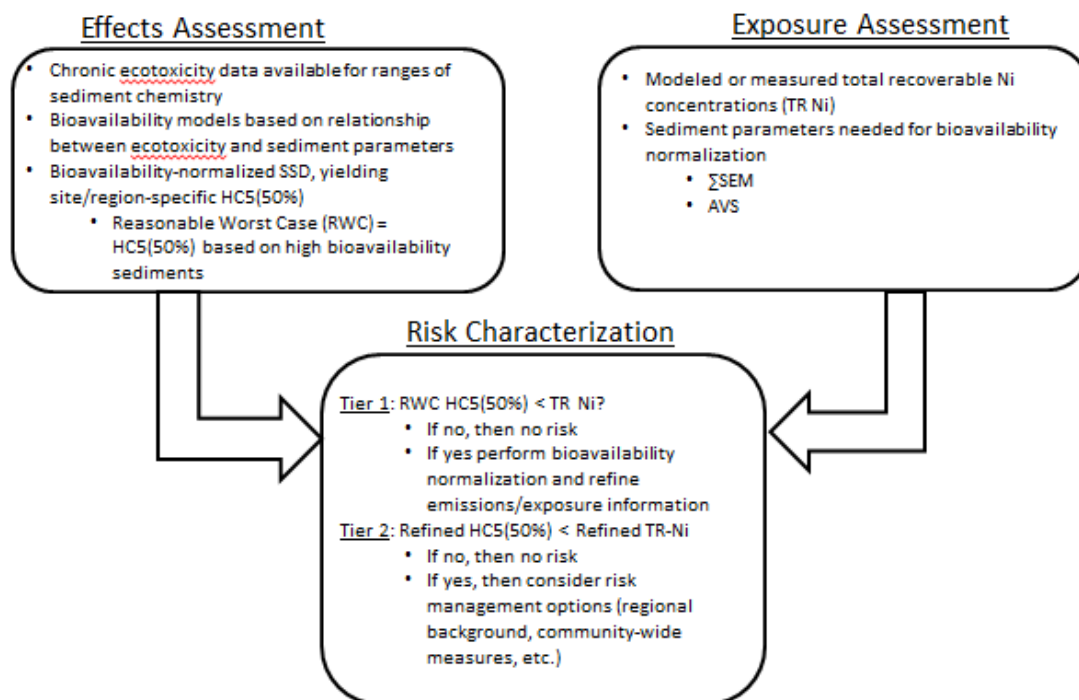 Effects Assessment
• Chronic ecotoxicity data available for ranges of
sediment chemistry
• Bioavailability models based on relationship
between ecotoxicity and sediment parameters
• Bioavailability-normalized SSD, yielding
site/region-specific HC5(50%)
• Reasonable Worst Case (RWC) =
HC5(50%) based on high bioavailability
sediments
Exposure Assessment
• Modeled or measured total recoverable Ni
concentrations (TR Ni)
• Sediment parameters needed for bioavailability
normalization
• ∑SEM
• AVS
Risk Characterization
Tier 1: RWC HC5(50%) < TR Ni?
• If no, then no risk
• If yes perform bioavailability
normalization and refine
emissions/exposure information
Tier 2: Refined HC5(50%) < Refined TR-Ni
• If no, then no risk
• If yes, then consider risk
management options (regional
background, community-wide
measures, etc.)